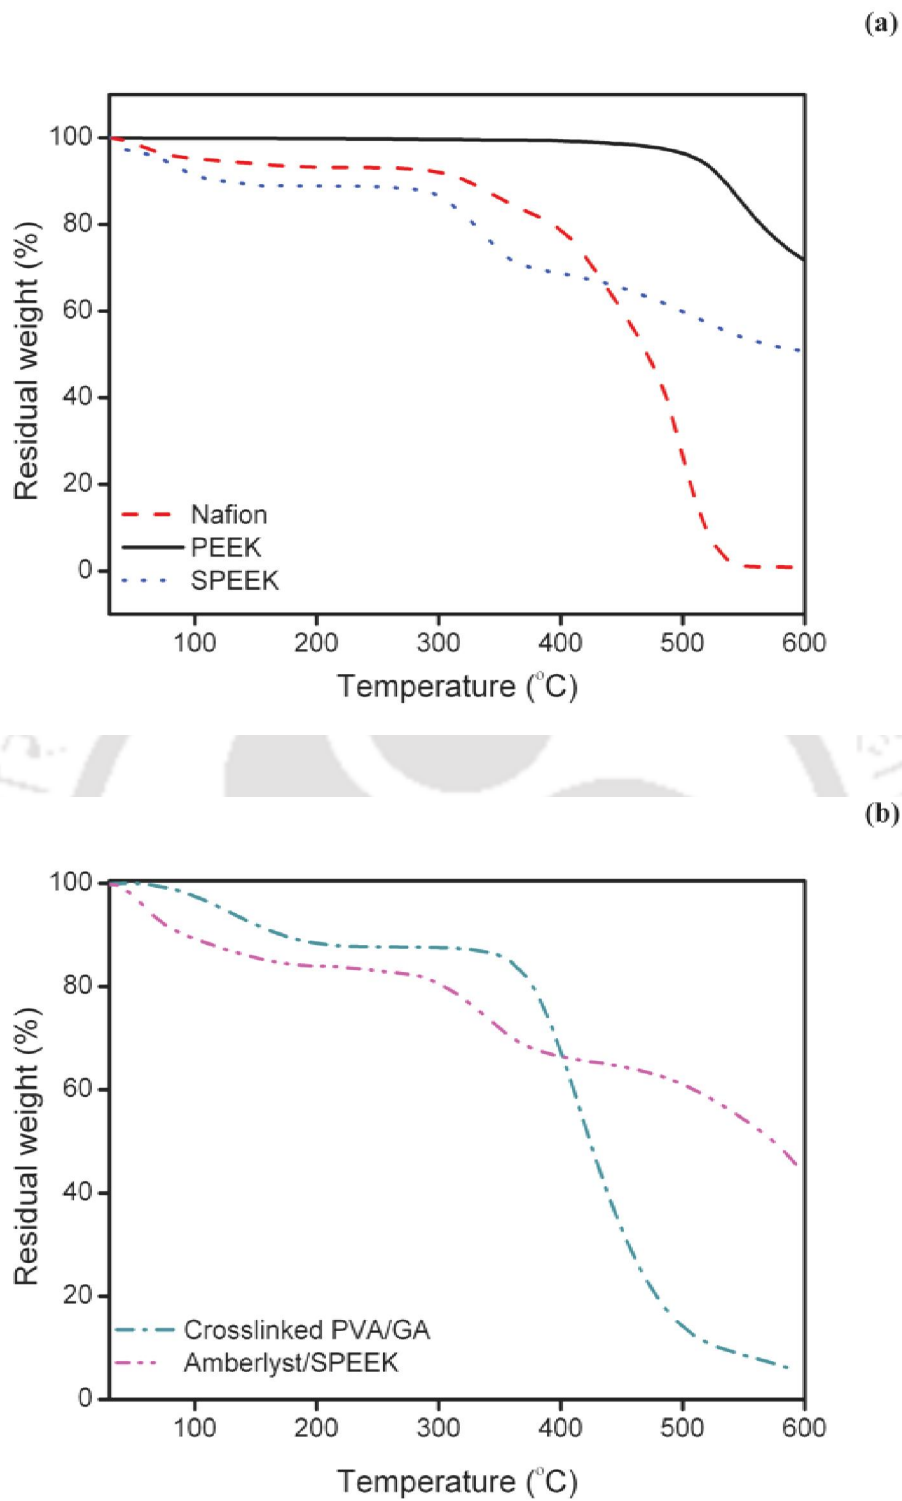 (a)
Residual weight (%)
100
80
60
40
20
0
Nafion
PEEK
SPEEK
100 200 300 400 500 600
Temperature (°C)
(b)
Residual weight (%)
100
80
60
40
20
0
Crosslinked PVA/GA
Amberlyst/SPEEK
100 200 300 400 500 600
Temperature (°C)